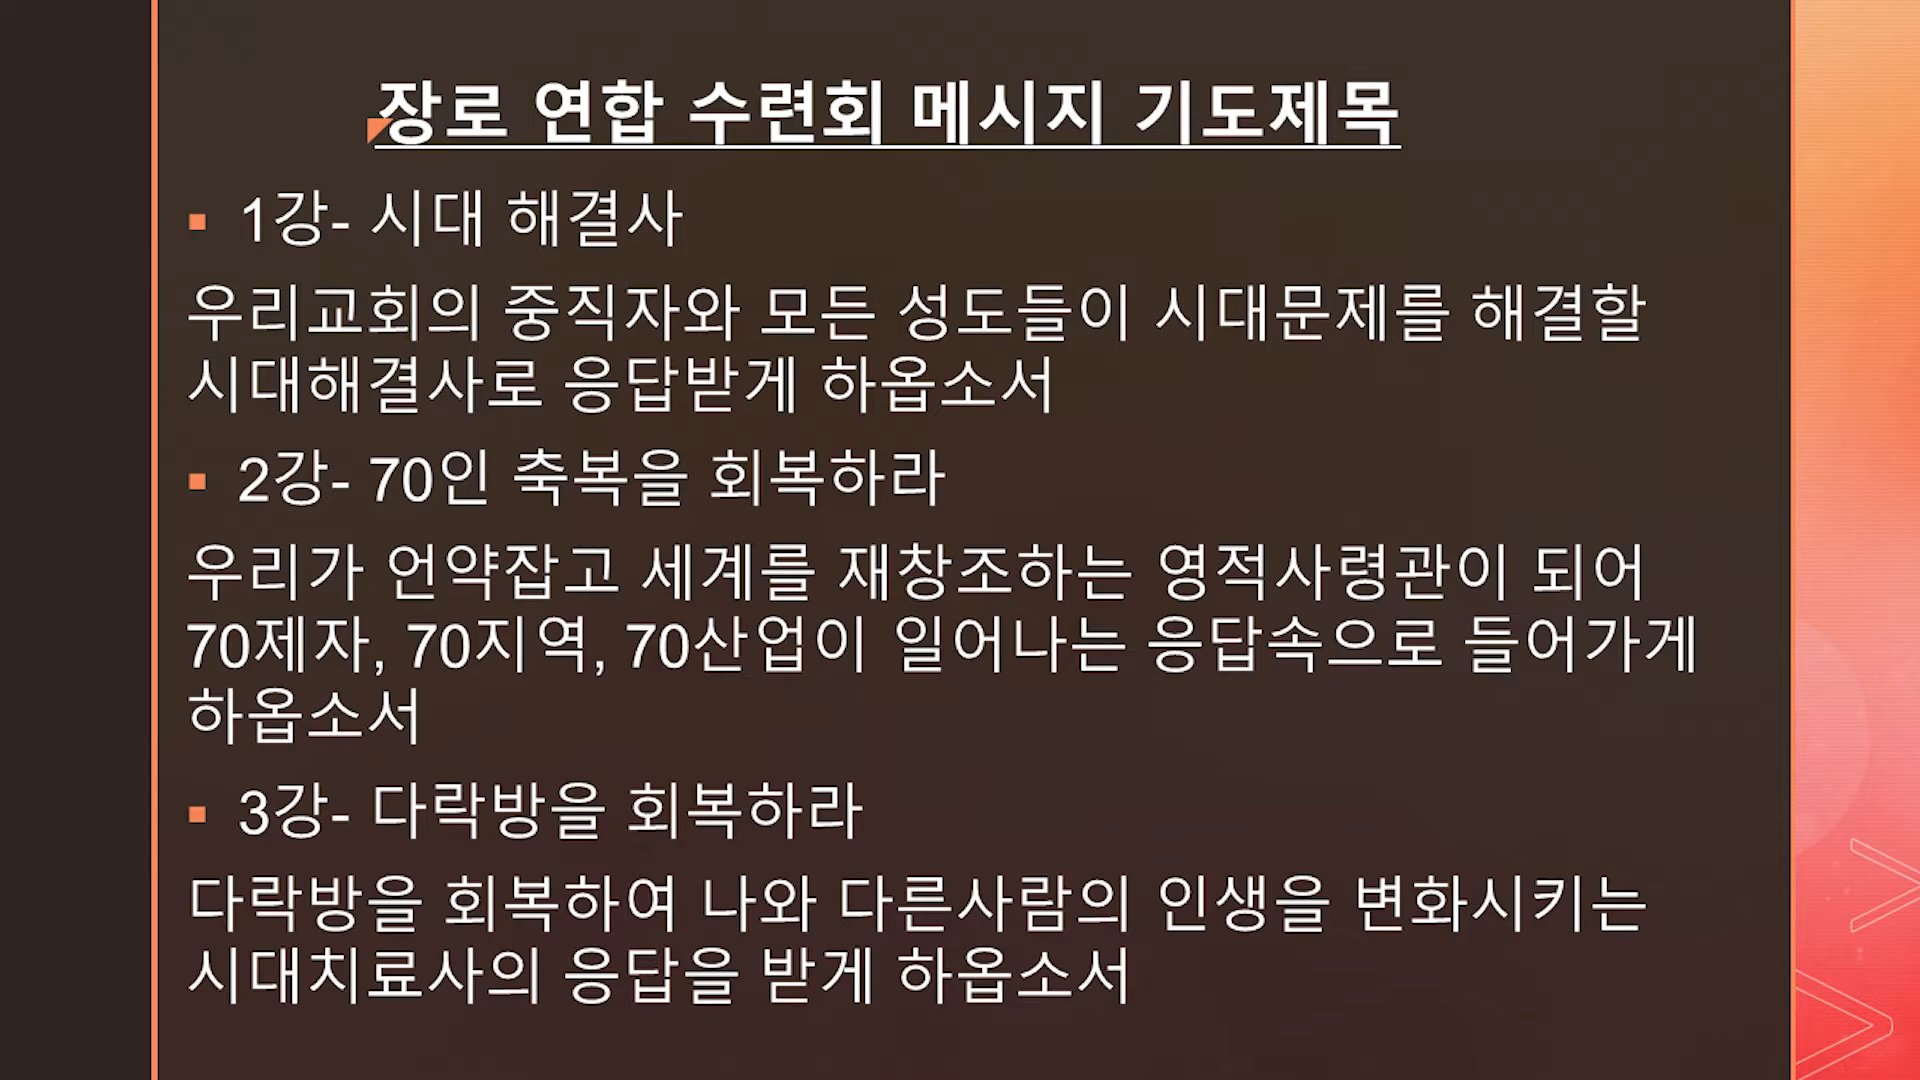 장로 연합 수련회 메시지 기도제목
▪ 1강- 시대 해결사
우리교회의 중직자와 모든 성도들이 시대문제를 해결할
시대해결사로 응답받게 하옵소서
▪ 2강- 70인 축복을 회복하라
우리가 언약잡고 세계를 재창조하는 영적사령관이 되어
70제자, 70지역, 70산업이 일어나는 응답속으로 들어가게
하옵소서
▪ 3강- 다락방을 회복하라
다락방을 회복하여 나와 다른사람의 인생을 변화시키는
시대치료사의 응답을 받게 하옵소서